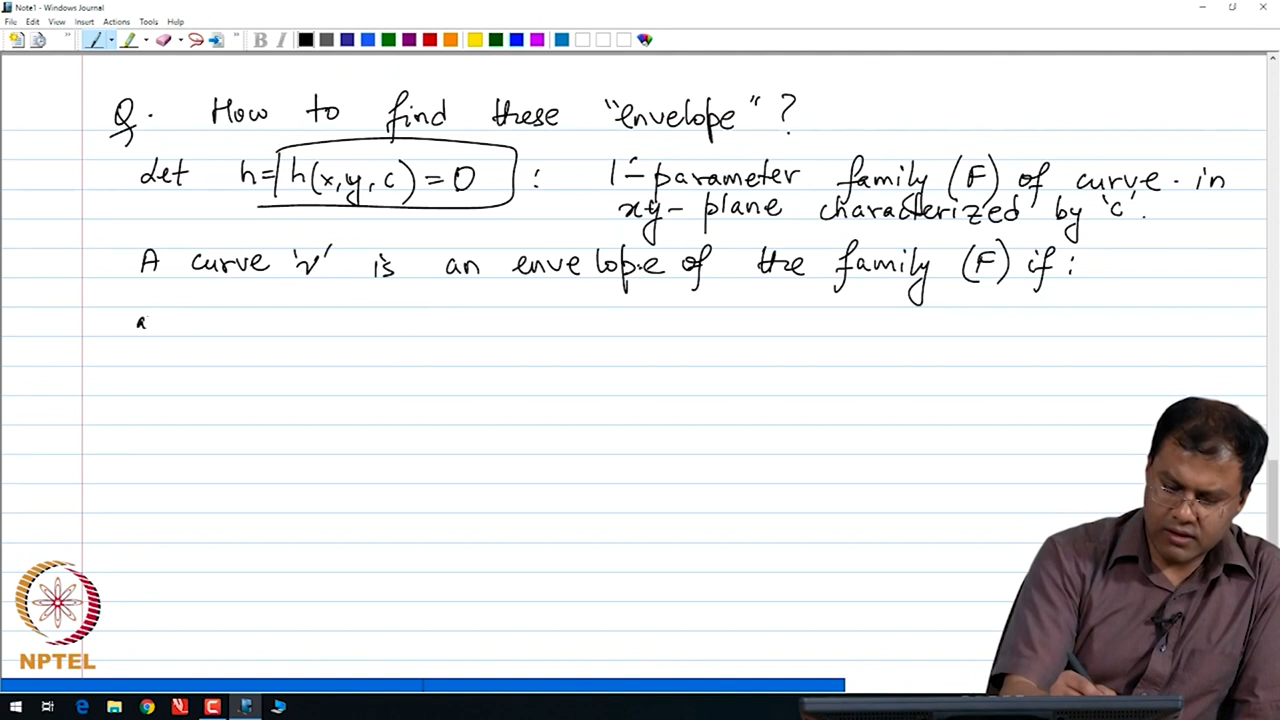 Note1 - Windows Journal
File Edit View Insert Actions Tools Help
Q. How to find these "envelope" ?
Let h = h(x, y, c) = 0 : 1-parameter family (F) of curve. in
xy-plane characterized by 'c'.
A curve 'γ' is an envelope of the family (F) if :
a
NPTEL